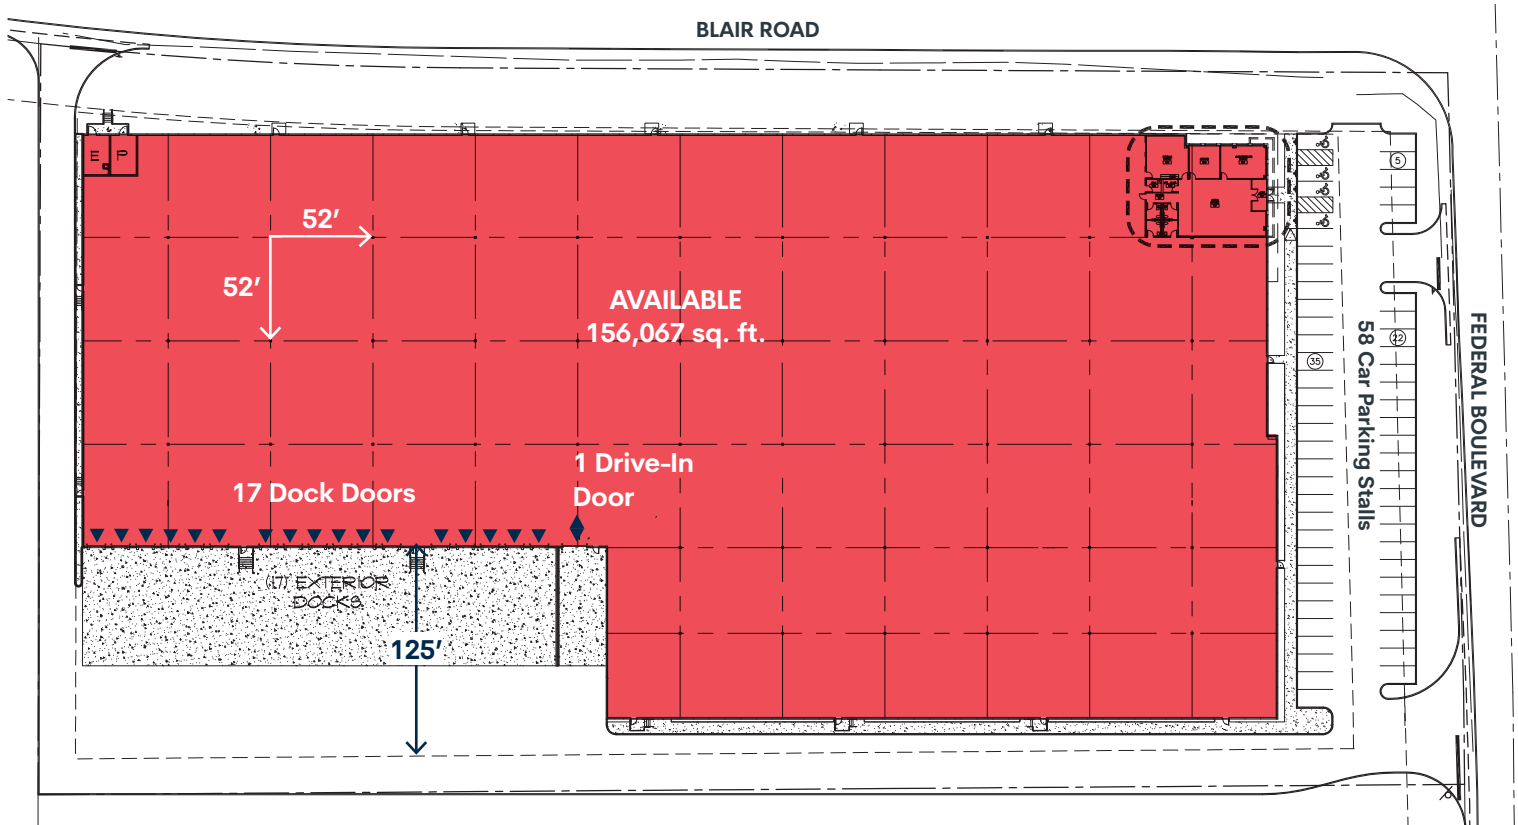 BLAIR ROAD
E
P
5
52'
52'
AVAILABLE
156,067 sq. ft.
22
35
58 Car Parking Stalls
FEDERAL BOULEVARD
1 Drive-In
Door
17 Dock Doors
(17) EXTERIOR
DOCKS
125'